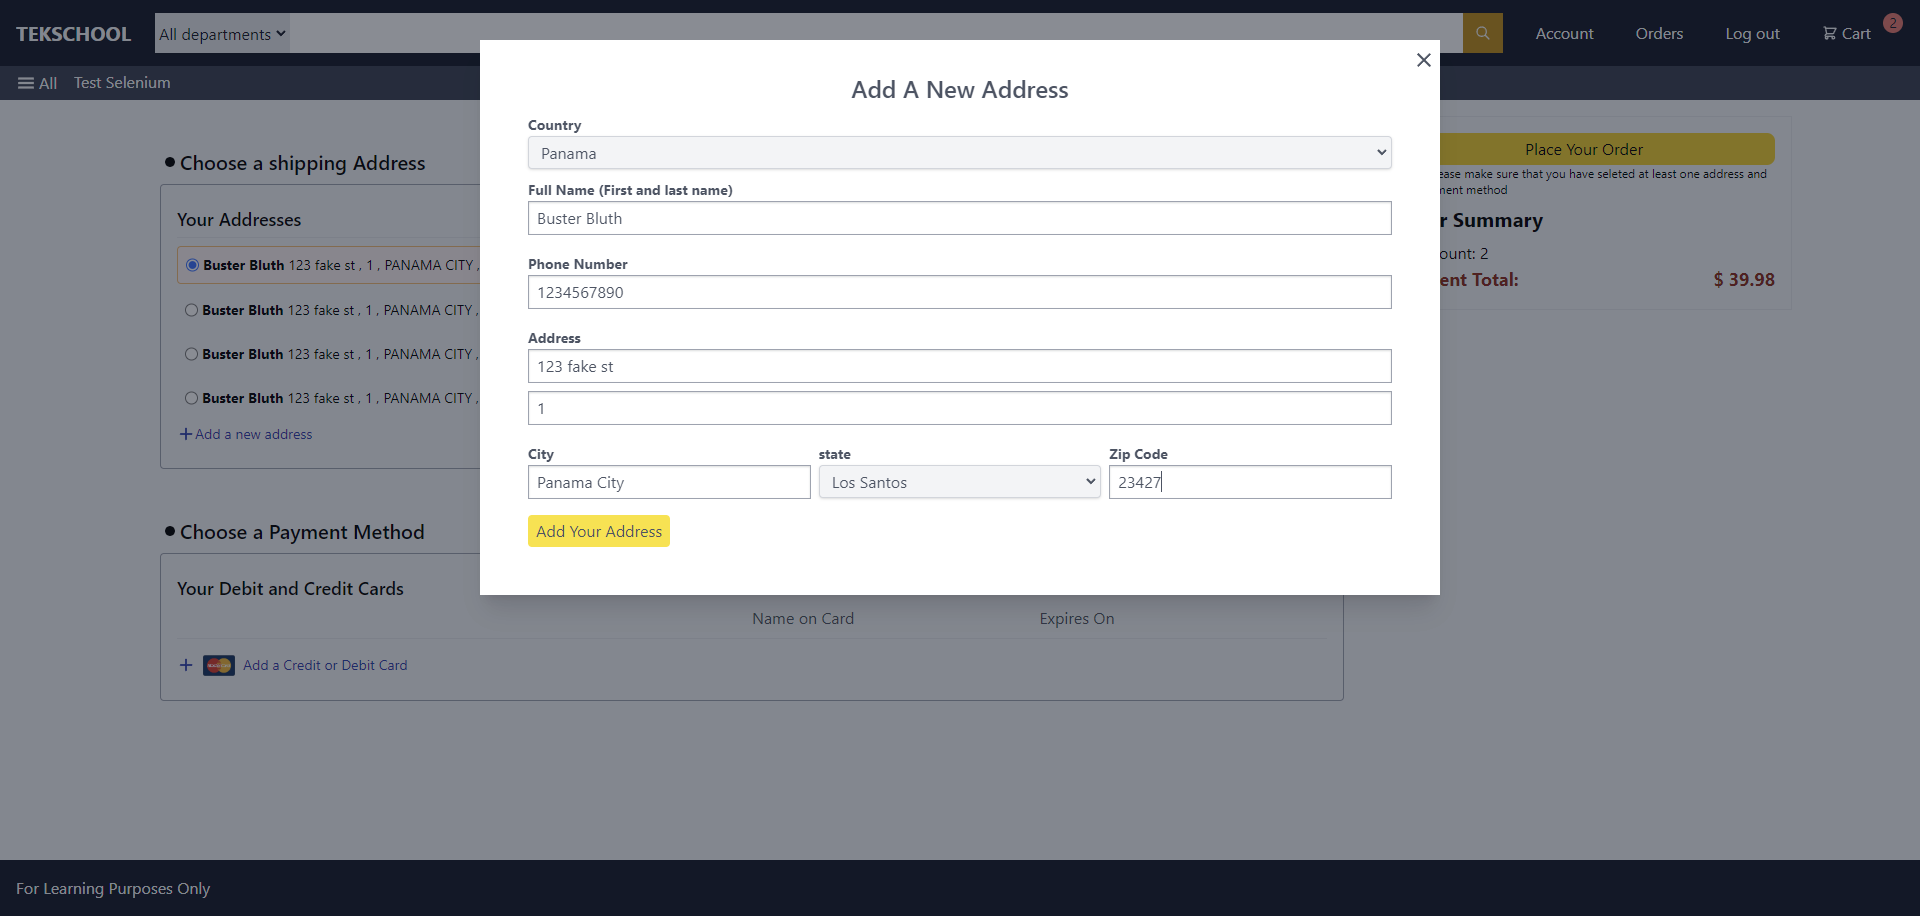 TEKSCHOOL
All departments
Account
Orders
Log out
Cart
2
All
Test Selenium
Add A New Address
Country
Panama
Full Name (First and last name)
Buster Bluth
Phone Number
1234567890
Address
123 fake st
1
City
state
Zip Code
Panama City
Los Santos
23427
Add Your Address
Choose a shipping Address
Your Addresses
Buster Bluth 123 fake st , 1 , PANAMA CITY ,
Buster Bluth 123 fake st , 1 , PANAMA CITY ,
Buster Bluth 123 fake st , 1 , PANAMA CITY ,
Buster Bluth 123 fake st , 1 , PANAMA CITY ,
Add a new address
Place Your Order
make sure that you have seleted at least one address and
method
Summary
2
Total:
$ 39.98
Choose a Payment Method
Your Debit and Credit Cards
Name on Card
Expires On
Add a Credit or Debit Card
For Learning Purposes Only